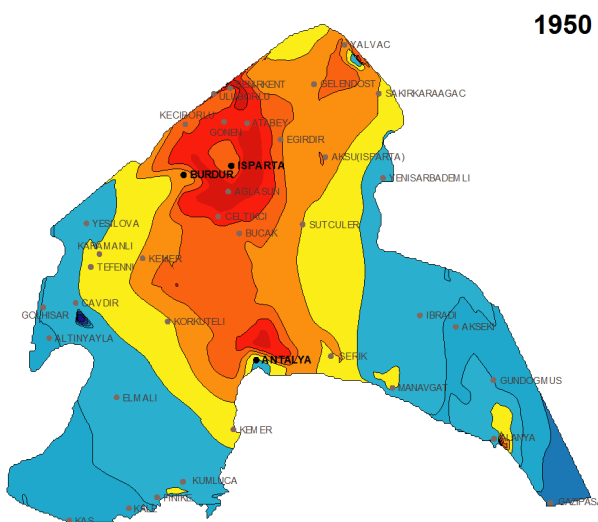 1950
YALVAC
SENIRKENT
GELENDOST
ULUBORLU
SAKIRKARAAGAC
KECIBORLU
GONEN
ATABEY
EGIRDIR
AKSU(ISPARTA)
ISPARTA
BURDUR
YENISARBADEMLI
AGLASUN
CELTIKCI
YESILOVA
SUTCULER
BUCAK
KARAMANLI
KEMER
TEFENNI
CAVDIR
GOLHISAR
KORKUTELI
IBRADI
AKSEKI
ALTINYAYLA
ANTALYA
SERIK
GUNDOGMUS
MANAVGAT
ELMALI
KEMER
ALANYA
KUMLUCA
FINIKE
GAZIPASA
KALE
KAS